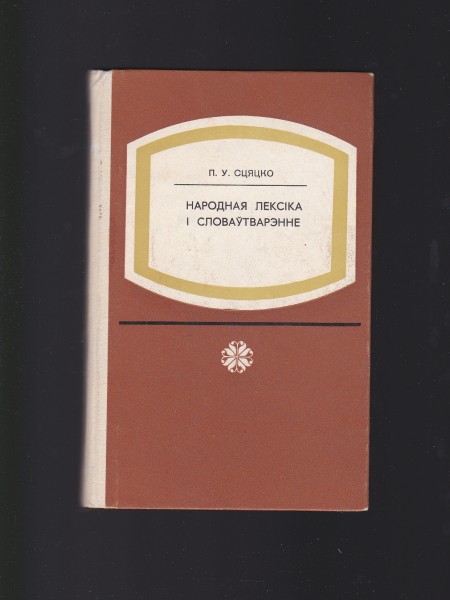 П. У. СЦЯЦКО
НАРОДНАЯ ЛЕКСІКА
І СЛОВАЎТВАРЭННЕ